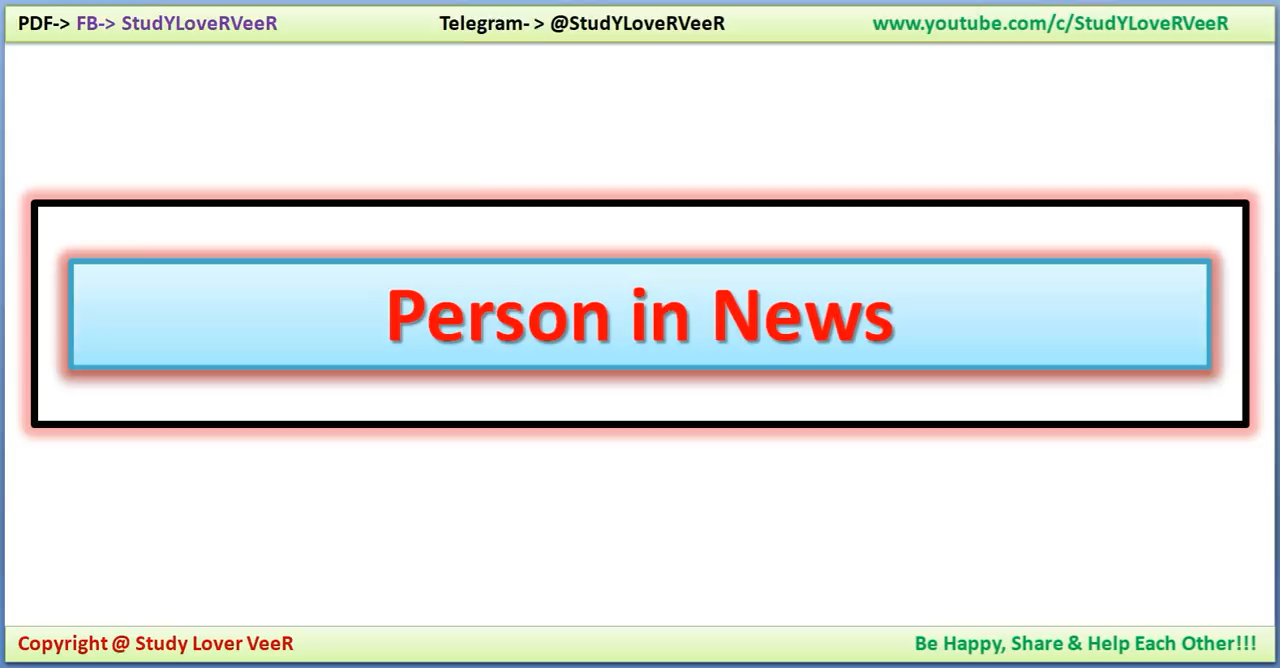 PDF-> FB-> StudYLoveRVeeR Telegram- > @StudYLoveRVeeR www.youtube.com/c/StudYLoveRVeeR
Person in News
Copyright @ Study Lover VeeR Be Happy, Share & Help Each Other!!!